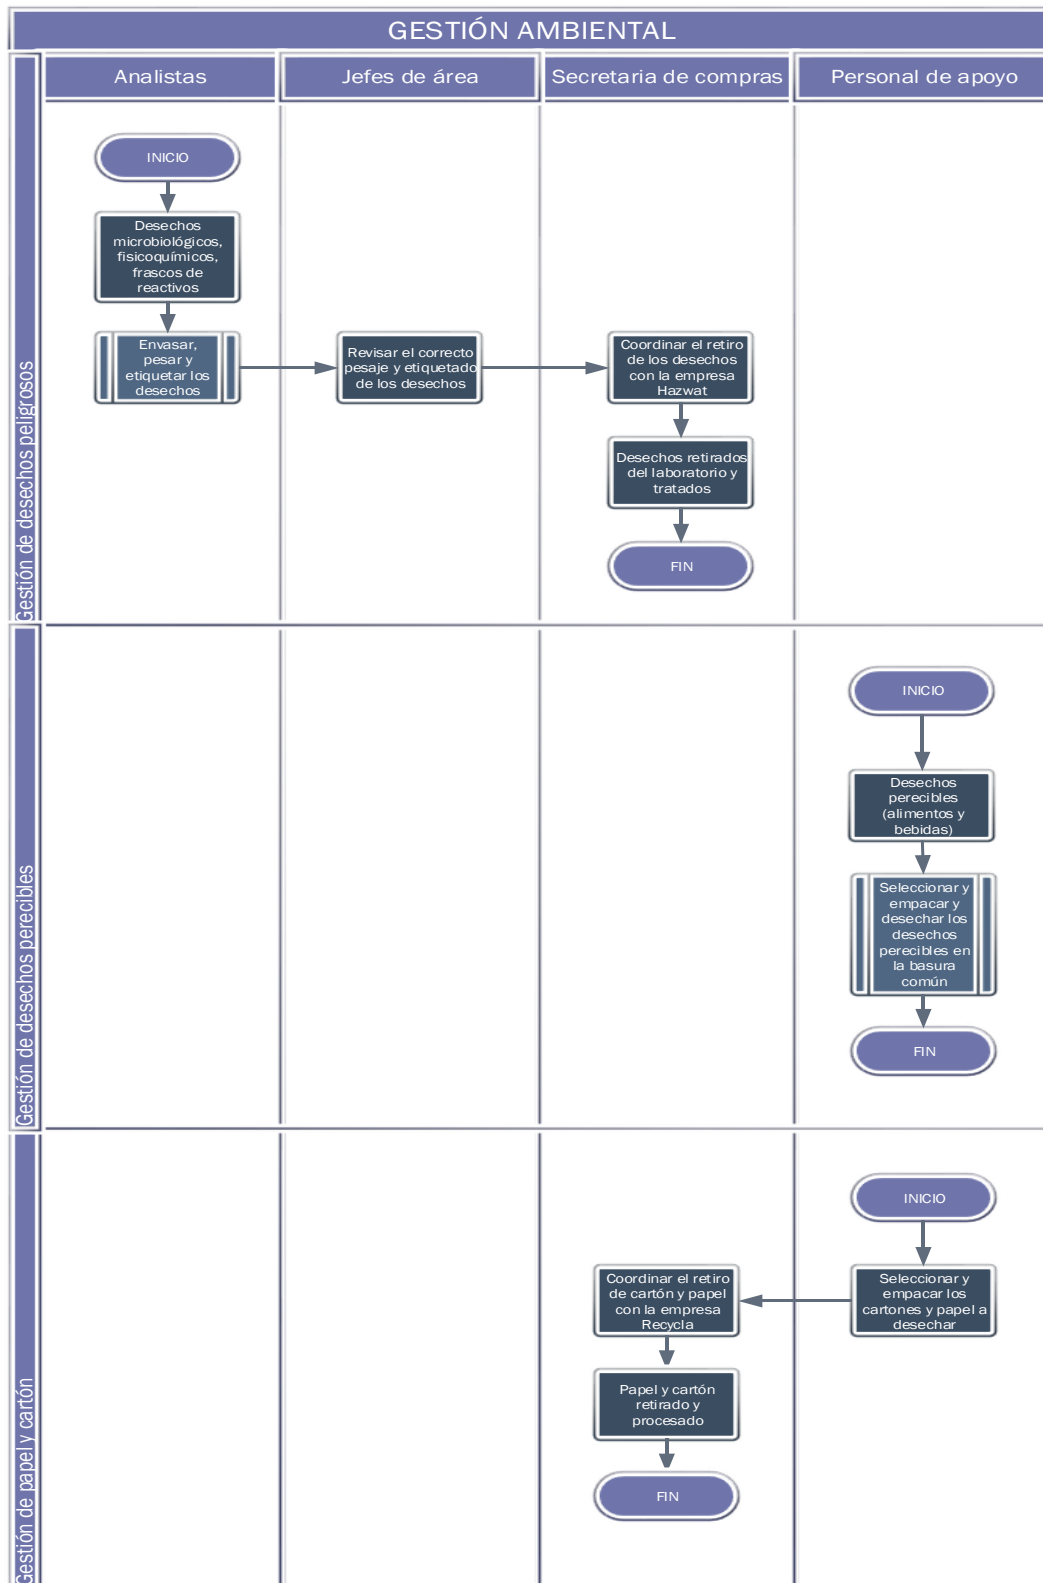 GESTIÓN AMBIENTAL
Analistas
Jefes de área
Secretaria de compras
Personal de apoyo
Gestión de desechos peligrosos
INICIO
Desechos
microbiológicos,
fisicoquímicos,
frascos de
reactivos
Envasar,
pesar y
etiquetar los
desechos
Revisar el correcto
pesaje y etiquetado
de los desechos
Coordinar el retiro
de los desechos
con la empresa
Hazwat
Desechos retirados
del laboratorio y
tratados
FIN
Gestión de desechos perecibles
INICIO
Desechos
perecibles
(alimentos y
bebidas)
Seleccionar y
empacar y
desechar los
desechos
perecibles en
la basura
común
FIN
Gestión de papel y cartón
INICIO
Seleccionar y
empacar los
cartones y papel a
desechar
Coordinar el retiro
de cartón y papel
con la empresa
Recycla
Papel y cartón
retirado y
procesado
FIN